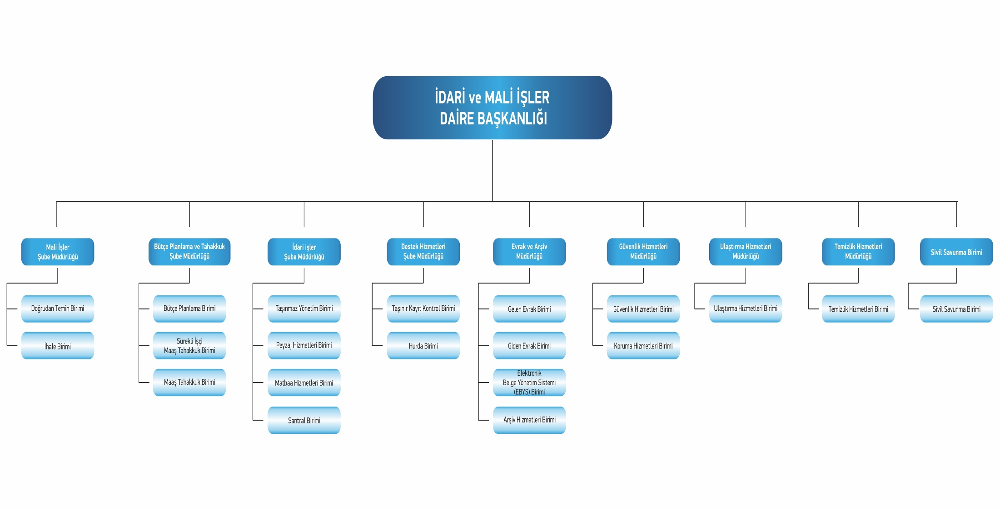 İDARİ ve MALİ İŞLER
DAİRE BAŞKANLIĞI
Mali İşler
Şube Müdürlüğü
Doğrudan Temin Birimi
İhale Birimi
Bütçe Planlama ve Tahakkuk
Şube Müdürlüğü
Bütçe Planlama Birimi
Sürekli İşçi
Maaş Tahakkuk Birimi
Maaş Tahakkuk Birimi
İdari işler
Şube Müdürlüğü
Taşınmaz Yönetim Birimi
Peyzaj Hizmetleri Birimi
Matbaa Hizmetleri Birimi
Santral Birimi
Destek Hizmetleri
Şube Müdürlüğü
Taşınır Kayıt Kontrol Birimi
Hurda Birimi
Evrak ve Arşiv
Müdürlüğü
Gelen Evrak Birimi
Giden Evrak Birimi
Elektronik
Belge Yönetim Sistemi
(EBYS) Birimi
Arşiv Hizmetleri Birimi
Güvenlik Hizmetleri
Müdürlüğü
Güvenlik Hizmetleri Birimi
Koruma Hizmetleri Birimi
Ulaştırma Hizmetleri
Müdürlüğü
Ulaştırma Hizmetleri Birimi
Temizlik Hizmetleri
Müdürlüğü
Temizlik Hizmetleri Birimi
Sivil Savunma Birimi
Sivil Savunma Birimi